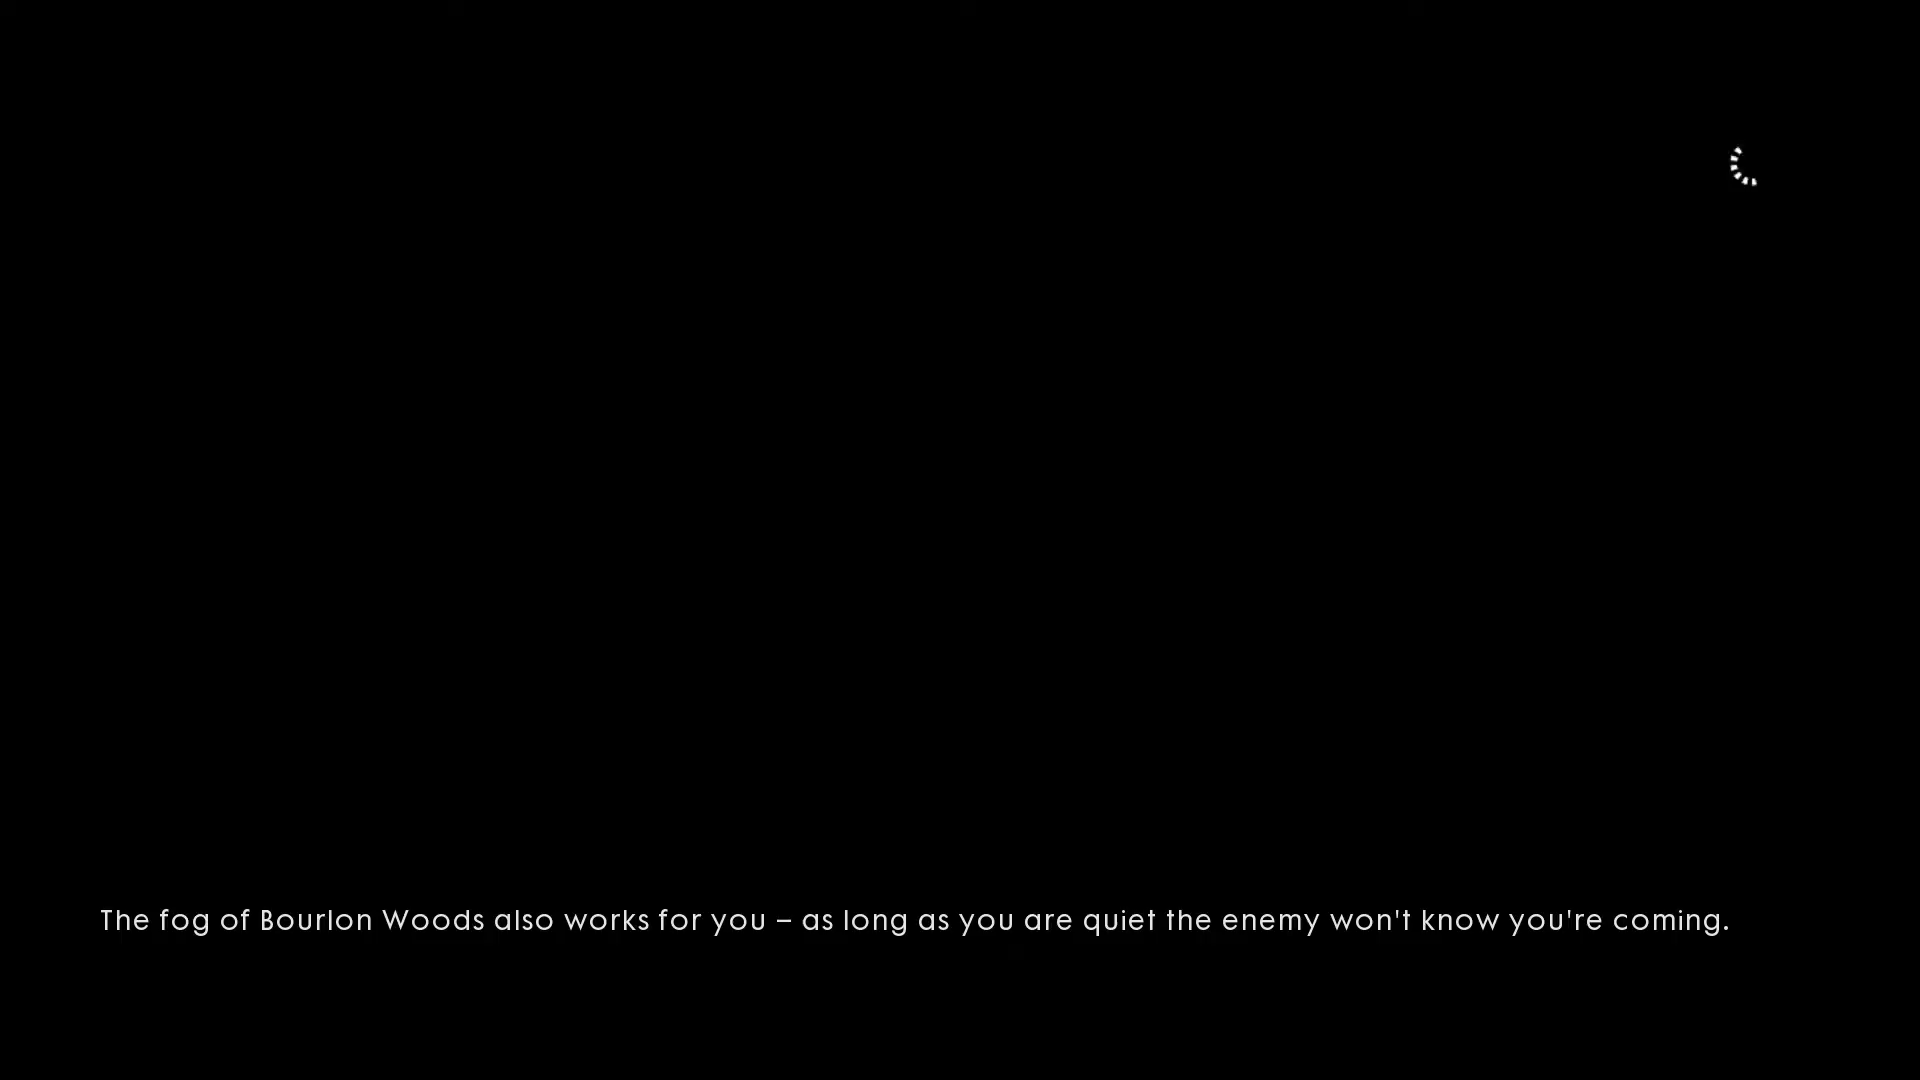 The fog of Bourlon Woods also works for you – as long as you are quiet the enemy won't know you're coming.